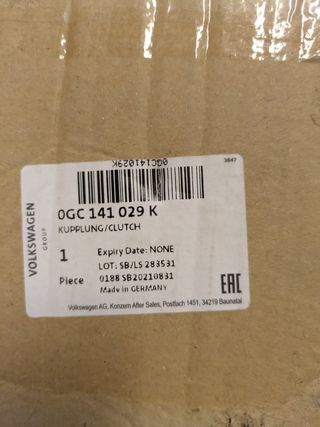 0GC141029K
3647
VOLKSWAGEN
GROUP
0GC 141 029 K
KUPPLUNG/CLUTCH
1
Piece
Expiry Date: NONE
LOT: SB/LS 283531
0188 SB20210831
Made in GERMANY
EAC
Volkswagen AG, Konzern After Sales, Postfach 1451, 34219 Baunatal